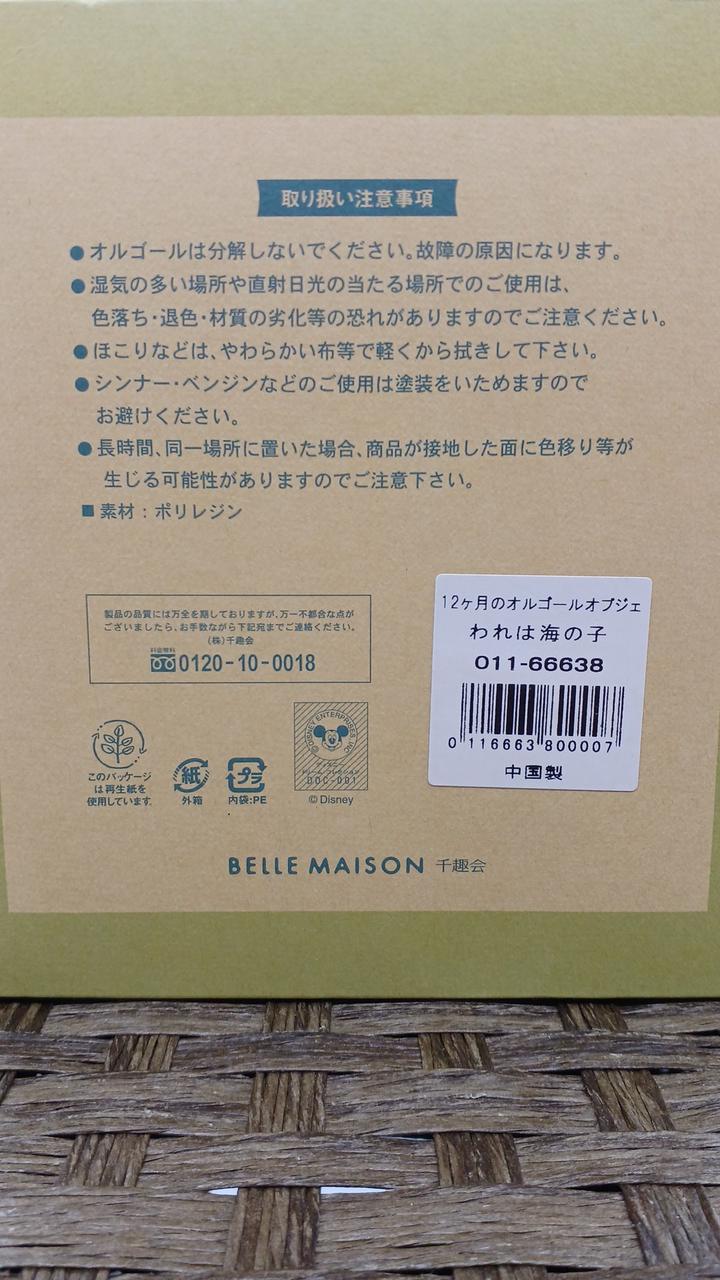 取り扱い注意事項
●オルゴールは分解しないでください。故障の原因になります。
●湿気の多い場所や直射日光の当たる場所でのご使用は、
色落ち・退色・材質の劣化等の恐れがありますのでご注意ください。
●ほこりなどは、やわらかい布等で軽くから拭きして下さい。
●シンナー・ベンジンなどのご使用は塗装をいためますので
お避けください。
●長時間、同一場所に置いた場合、商品が接地した面に色移り等が
生じる可能性がありますのでご注意下さい。
■素材：ポリレジン
製品の品質には万全を期しておりますが、万一不都合な点が
ございましたら、お手数ながら下記宛までご連絡ください。
(株)千趣会
料金無料
0120-10-0018
12ヶ月のオルゴールオブジェ
われは海の子
011-66638
0 116663 800007
中国製
このパッケージ
は再生紙を
使用しています。
紙
外箱
プラ
内袋:PE
©DISNEY ENTERPRISES, INC.
ディズニー
DOC-001
© Disney
BELLE MAISON 千趣会